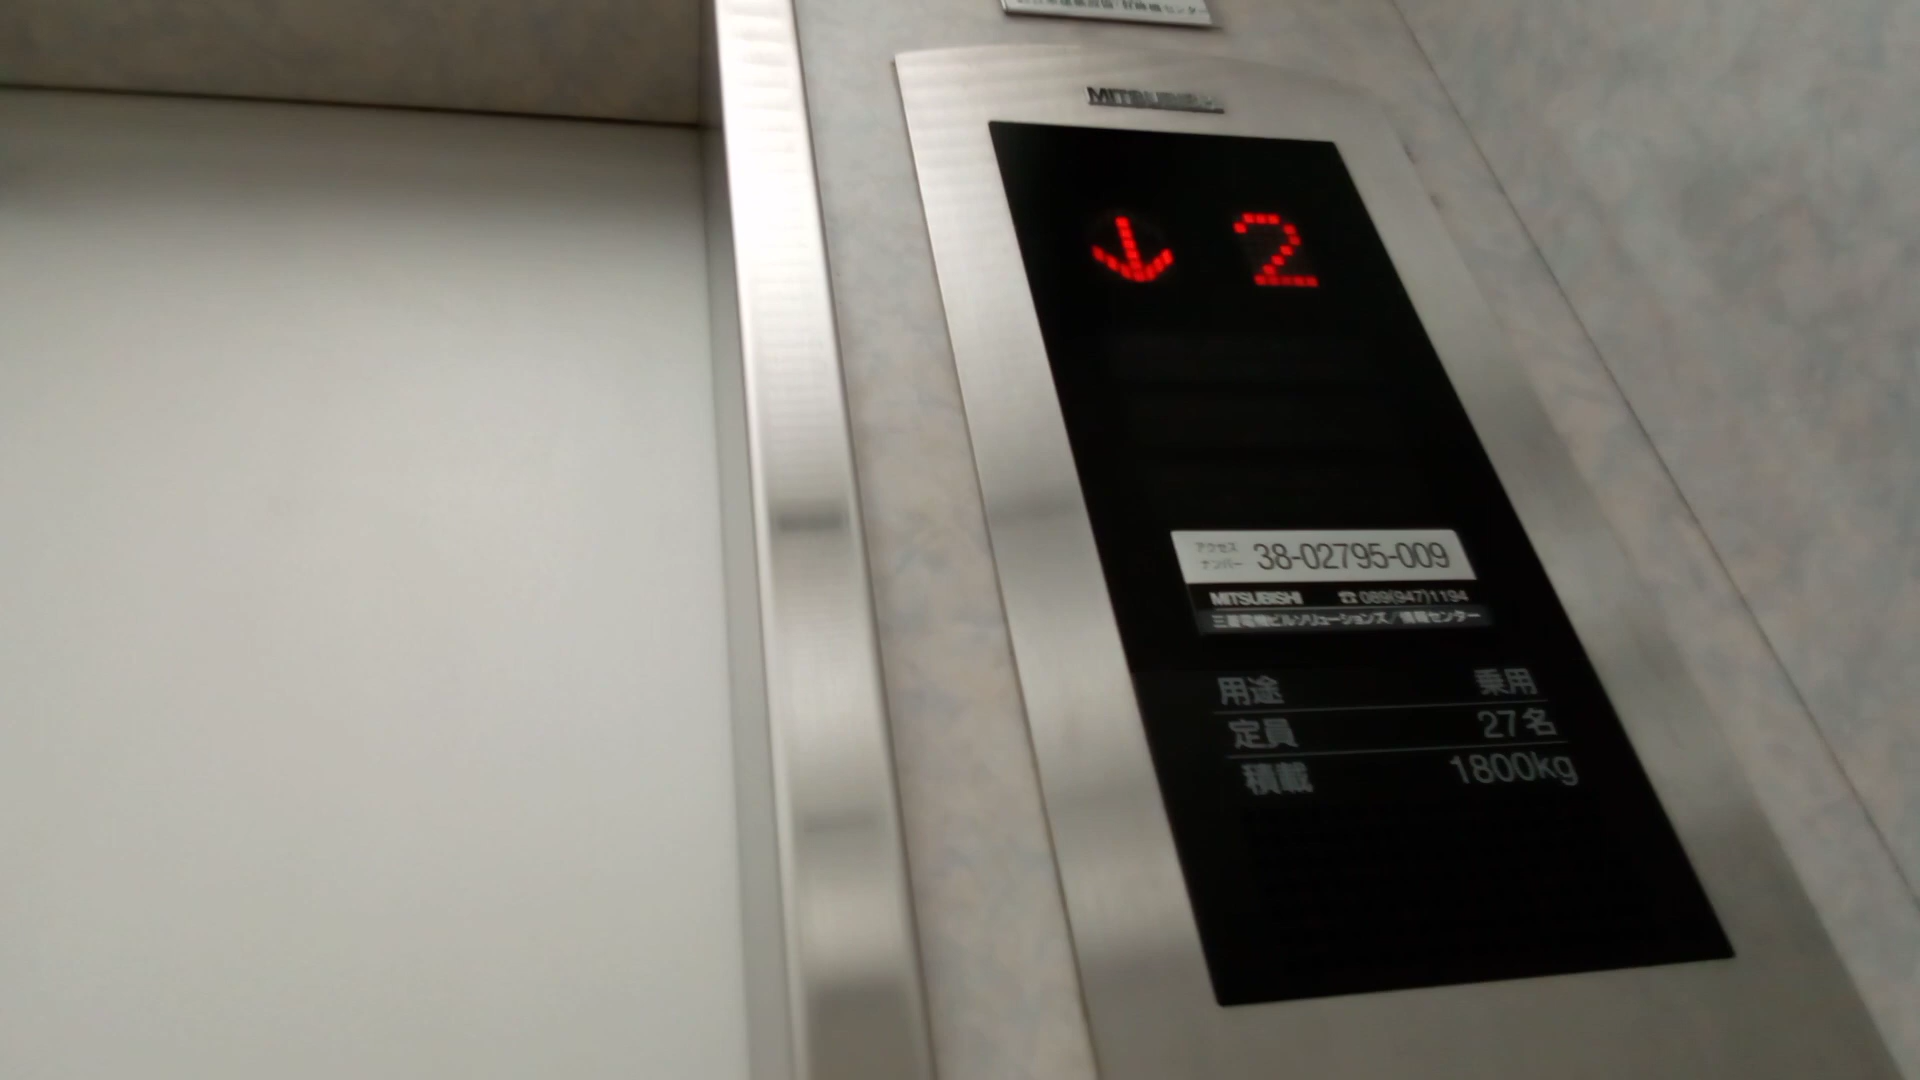 MITSUBISHI
↓ 2
アクセス
ナンバー 38-02795-009
MITSUBISHI ☎089(947)1194
三菱電機ビルソリューションズ/情報センター
用途 乗用
定員 27名
積載 1800kg